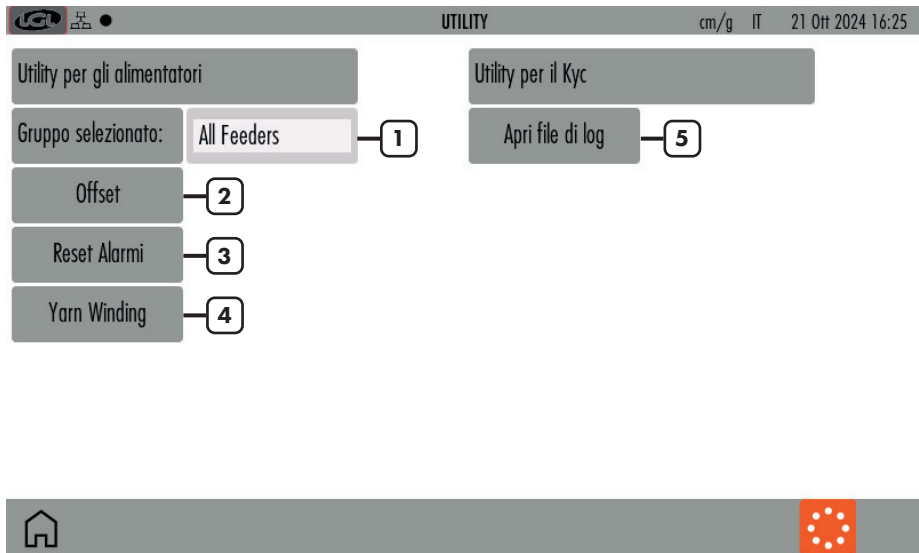 LGL
UTILITY
cm/g IT 21 Ott 2024 16:25
Utility per gli alimentatori
Utility per il Kyc
Gruppo selezionato:
All Feeders
1
Apri file di log
5
Offset
2
Reset Alarmi
3
Yarn Winding
4